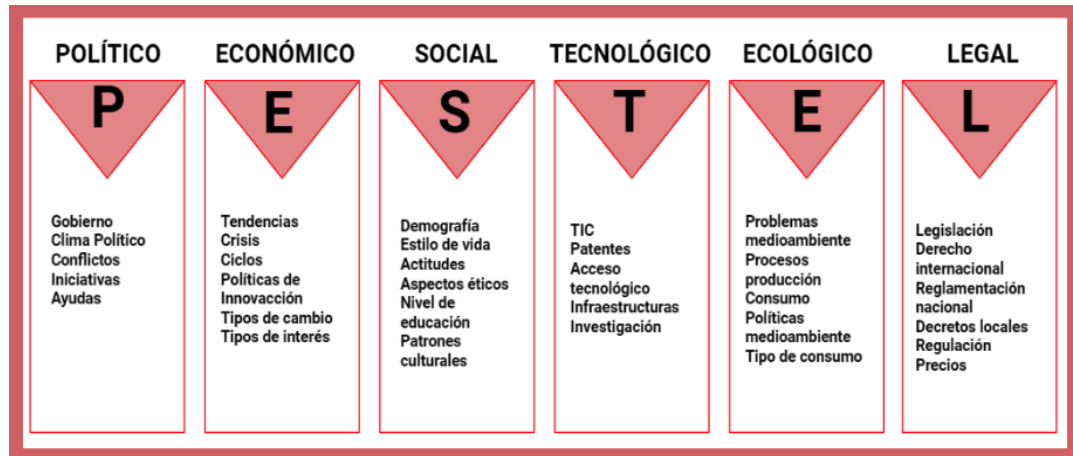 POLÍTICO
P
Gobierno
Clima Político
Conflictos
Iniciativas
Ayudas
ECONÓMICO
E
Tendencias
Crisis
Ciclos
Políticas de
Innovacción
Tipos de cambio
Tipos de interés
SOCIAL
S
Demografía
Estilo de vida
Actitudes
Aspectos éticos
Nivel de
educación
Patrones
culturales
TECNOLÓGICO
T
TIC
Patentes
Acceso
tecnológico
Infraestructuras
Investigación
ECOLÓGICO
E
Problemas
medioambiente
Procesos
producción
Consumo
Políticas
medioambiente
Tipo de consumo
LEGAL
L
Legislación
Derecho
internacional
Reglamentación
nacional
Decretos locales
Regulación
Precios